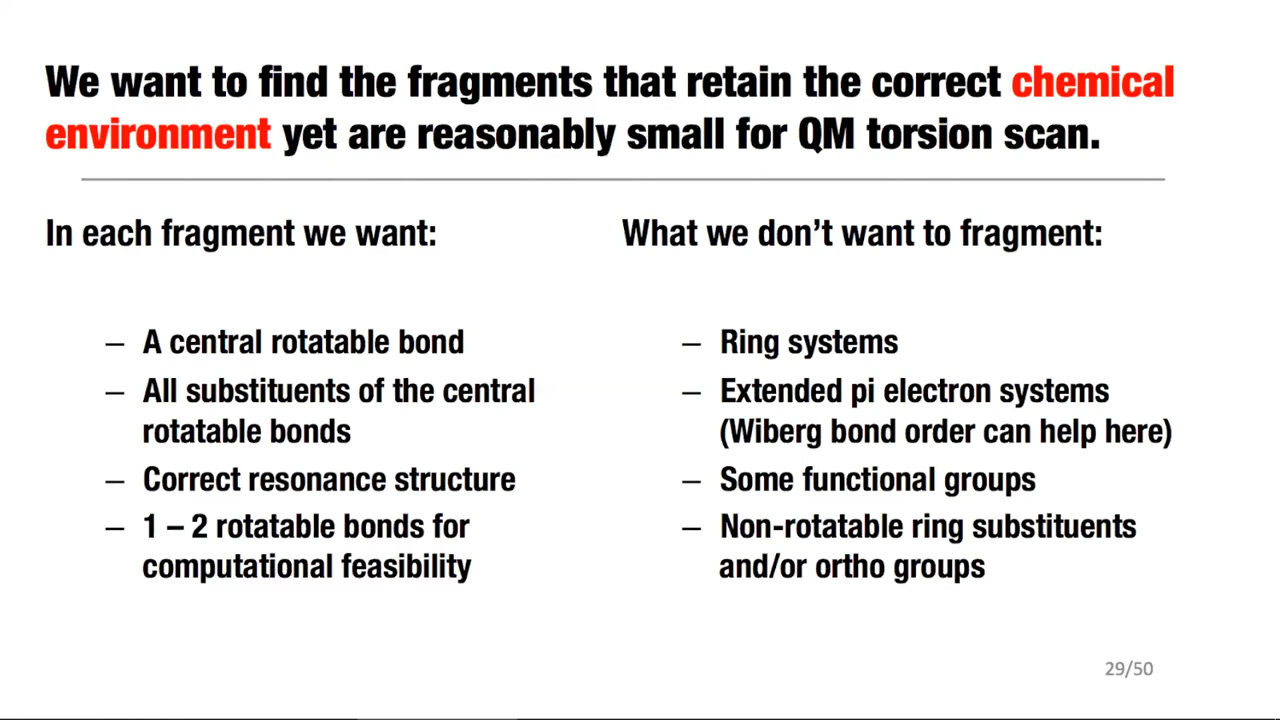 We want to find the fragments that retain the correct chemical
environment yet are reasonably small for QM torsion scan.
In each fragment we want:
– A central rotatable bond
– All substituents of the central
rotatable bonds
– Correct resonance structure
– 1 – 2 rotatable bonds for
computational feasibility
What we don’t want to fragment:
– Ring systems
– Extended pi electron systems
(Wiberg bond order can help here)
– Some functional groups
– Non-rotatable ring substituents
and/or ortho groups
29/50